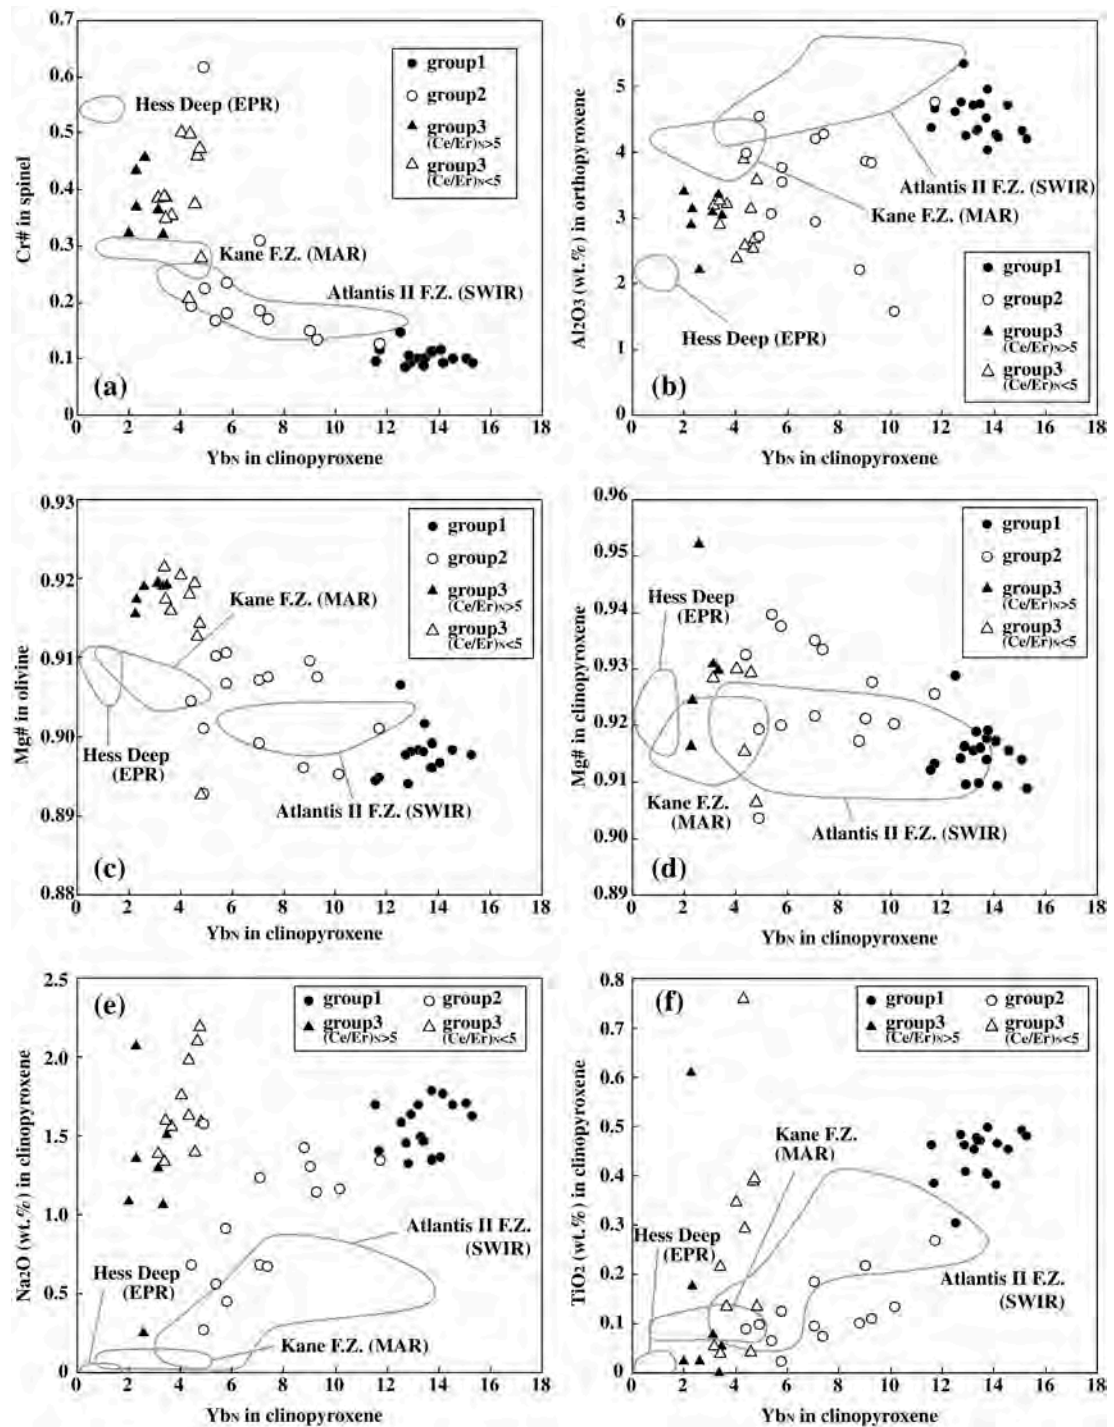 0.7
0.6
0.5
0.4
0.3
0.2
0.1
0
Cr# in spinel
Hess Deep (EPR)
group1
group2
group3
(Ce/Er)N>5
group3
(Ce/Er)N<5
Kane F.Z. (MAR)
Atlantis II F.Z. (SWIR)
(a)
0 2 4 6 8 10 12 14 16 18
YbN in clinopyroxene
6
5
4
3
2
1
0
Al2O3 (wt.%) in orthopyroxene
Atlantis II F.Z. (SWIR)
Kane F.Z. (MAR)
Hess Deep (EPR)
group1
group2
group3
(Ce/Er)N>5
group3
(Ce/Er)N<5
(b)
0 2 4 6 8 10 12 14 16 18
YbN in clinopyroxene
0.93
0.92
0.91
0.90
0.89
0.88
Mg# in olivine
group1
group2
group3
(Ce/Er)N>5
group3
(Ce/Er)N<5
Kane F.Z. (MAR)
Hess Deep
(EPR)
Atlantis II F.Z. (SWIR)
(c)
0 2 4 6 8 10 12 14 16 18
YbN in clinopyroxene
0.96
0.95
0.94
0.93
0.92
0.91
0.90
0.89
Mg# in clinopyroxene
group1
group2
group3
(Ce/Er)N>5
group3
(Ce/Er)N<5
Hess Deep
(EPR)
Kane F.Z.
(MAR)
Atlantis II F.Z. (SWIR)
(d)
0 2 4 6 8 10 12 14 16 18
YbN in clinopyroxene
2.5
2.0
1.5
1.0
0.5
0
Na2O (wt.%) in clinopyroxene
(e)
group1 group2
group3 group3
(Ce/Er)N>5 (Ce/Er)N<5
Atlantis II F.Z.
(SWIR)
Hess Deep
(EPR)
Kane F.Z. (MAR)
0 2 4 6 8 10 12 14 16 18
YbN in clinopyroxene
0.8
0.7
0.6
0.5
0.4
0.3
0.2
0.1
0
TiO2 (wt.%) in clinopyroxene
(f)
group1 group2
group3 group3
(Ce/Er)N>5 (Ce/Er)N<5
Kane F.Z.
(MAR)
Hess Deep
(EPR)
Atlantis II F.Z.
(SWIR)
0 2 4 6 8 10 12 14 16 18
YbN in clinopyroxene